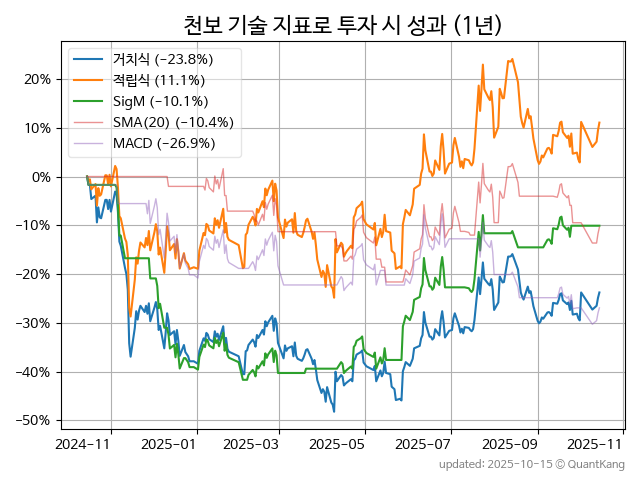 천보 기술 지표로 투자 시 성과 (1년)
거치식 (−23.8%)
적립식 (11.1%)
SigM (−10.1%)
SMA(20) (−10.4%)
MACD (−26.9%)
20%
10%
0%
−10%
−20%
−30%
−40%
−50%
2024-11 2025-01 2025-03 2025-05 2025-07 2025-09 2025-11
updated: 2025-10-15 © QuantKang